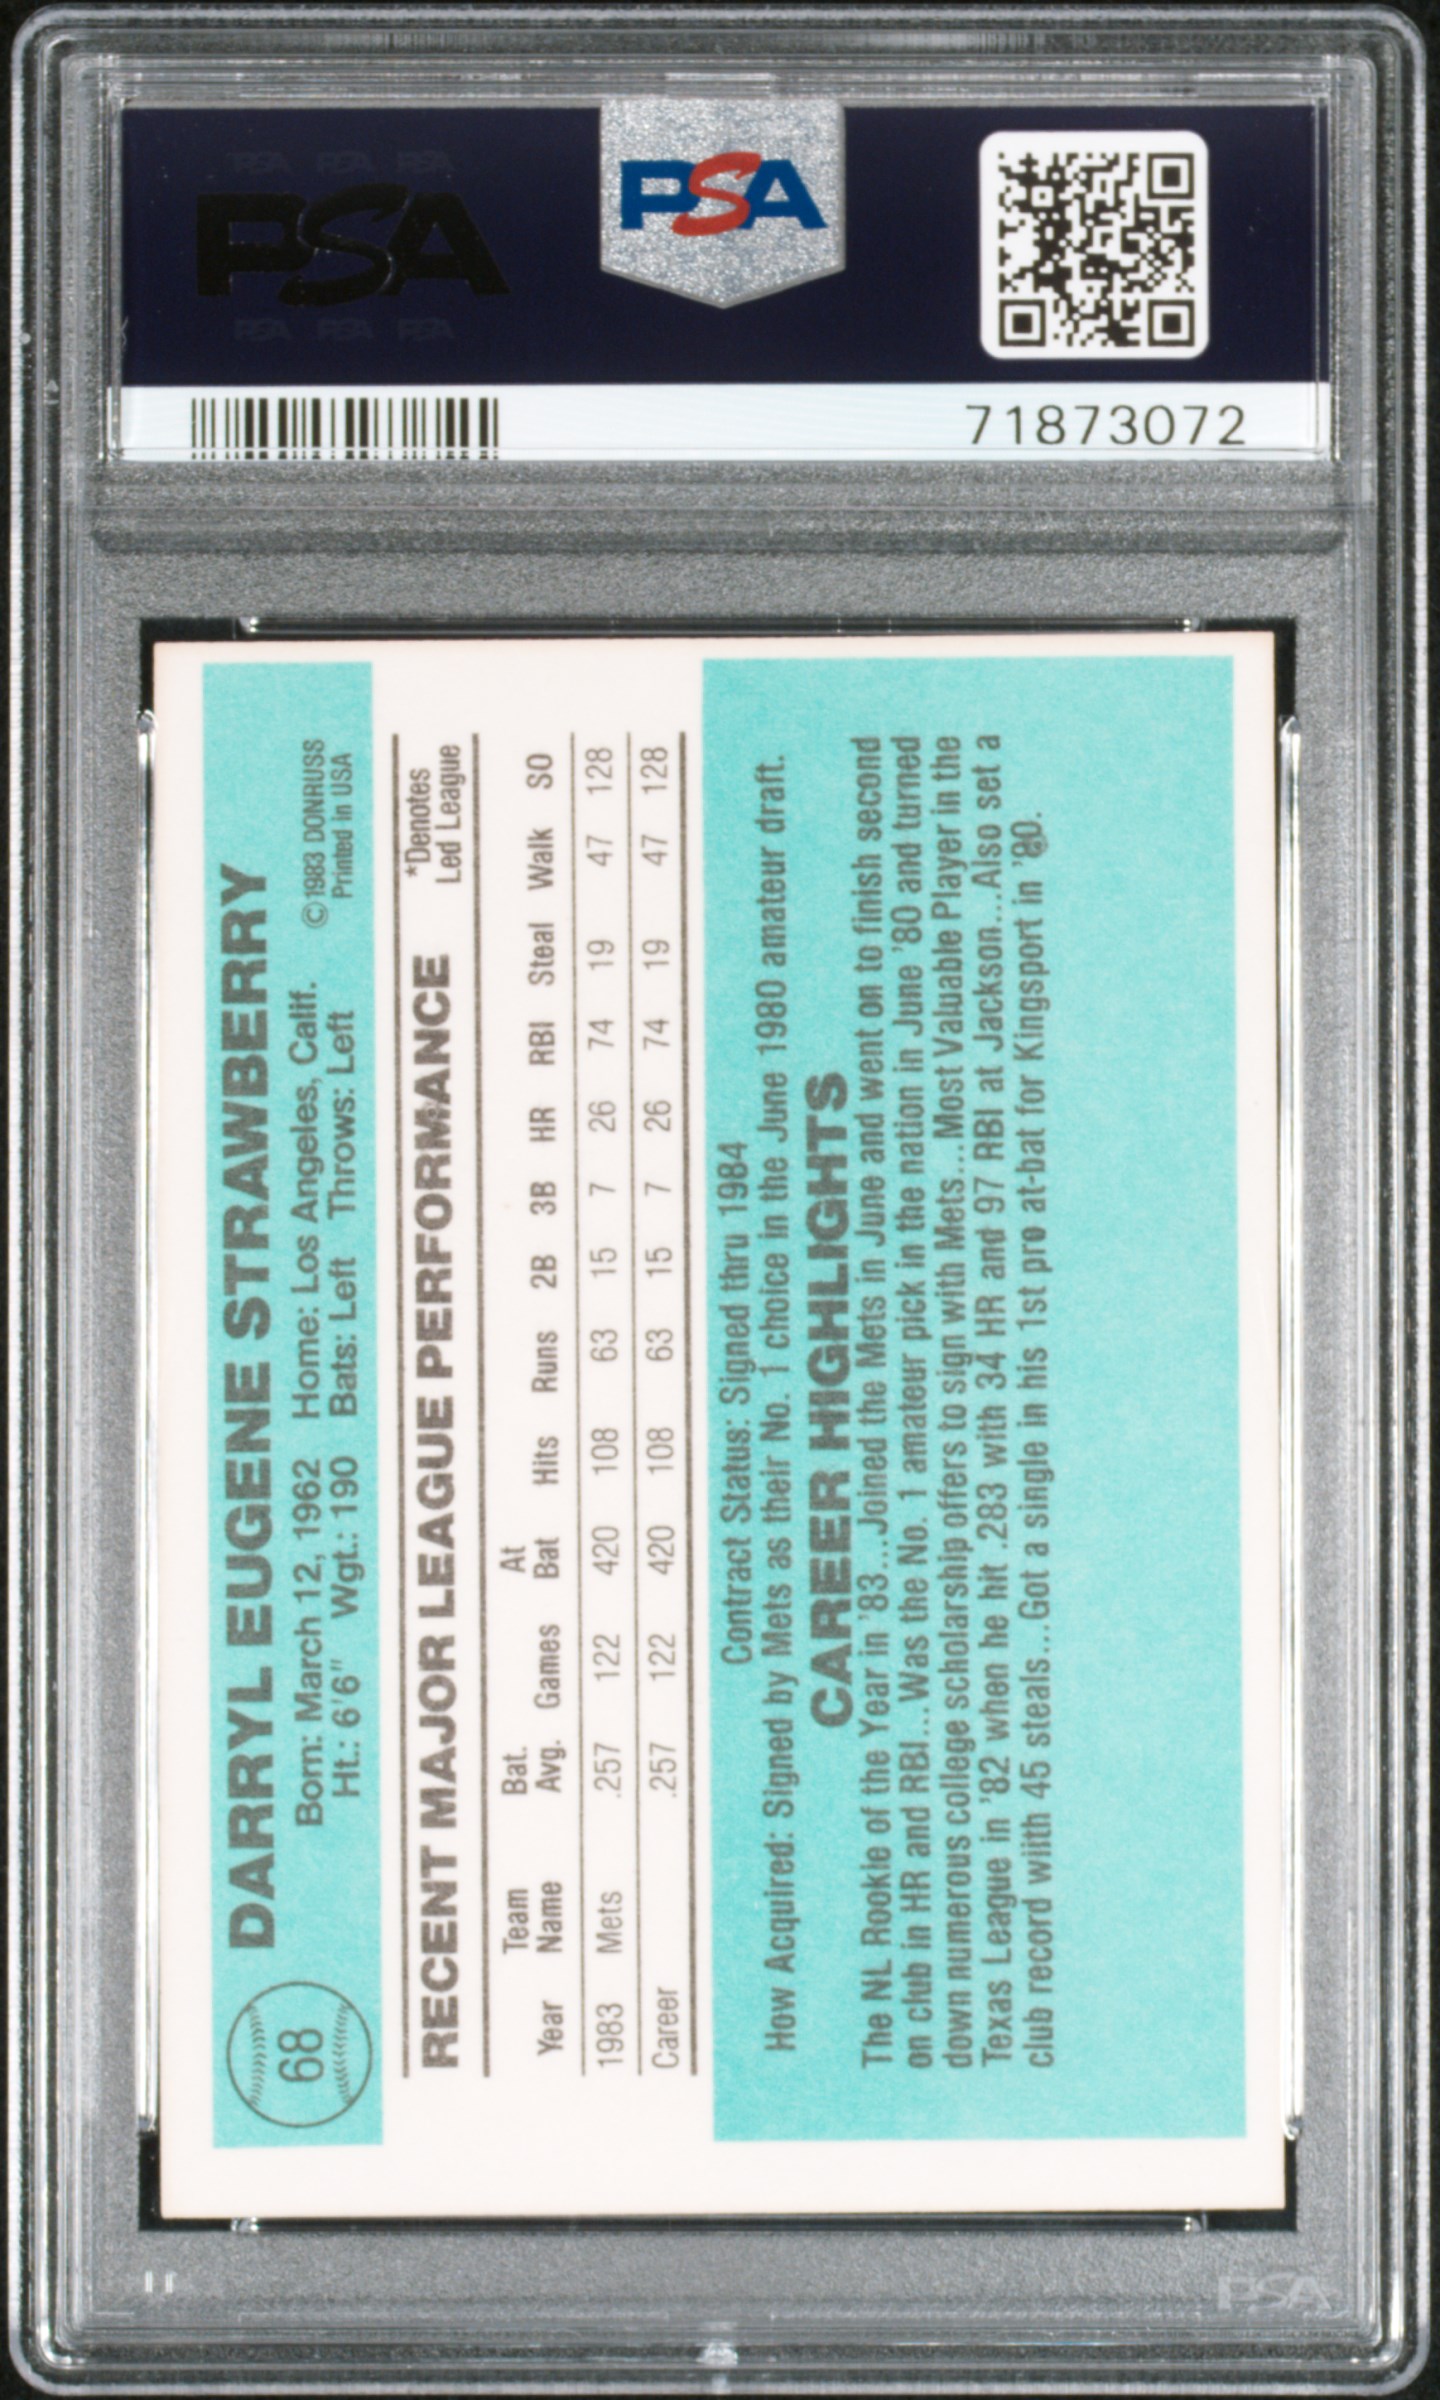 PSA PSA PSA
PSA
PSA PSA PSA
PSA
71873072
68
DARRYL EUGENE STRAWBERRY
Born: March 12, 1962 Home: Los Angeles, Calif. ©1983 DONRUSS
Ht.: 6'6" Wgt.: 190 Bats: Left Throws: Left Printed in USA
RECENT MAJOR LEAGUE PERFORMANCE *Denotes Led League
Year Team Name Bat. Avg. Games At Bat Hits Runs 2B 3B HR RBI Steal Walk SO
1983 Mets .257 122 420 108 63 15 7 26 74 19 47 128
Career .257 122 420 108 63 15 7 26 74 19 47 128
Contract Status: Signed thru 1984
How Acquired: Signed by Mets as their No. 1 choice in the June 1980 amateur draft.
CAREER HIGHLIGHTS
The NL Rookie of the Year in '83...Joined the Mets in June and went on to finish second
on club in HR and RBI...Was the No. 1 amateur pick in the nation in June '80 and turned
down numerous college scholarship offers to sign with Mets...Most Valuable Player in the
Texas League in '82 when he hit .283 with 34 HR and 97 RBI at Jackson...Also set a
club record wiith 45 steals...Got a single in his 1st pro at-bat for Kingsport in '80.
PSA